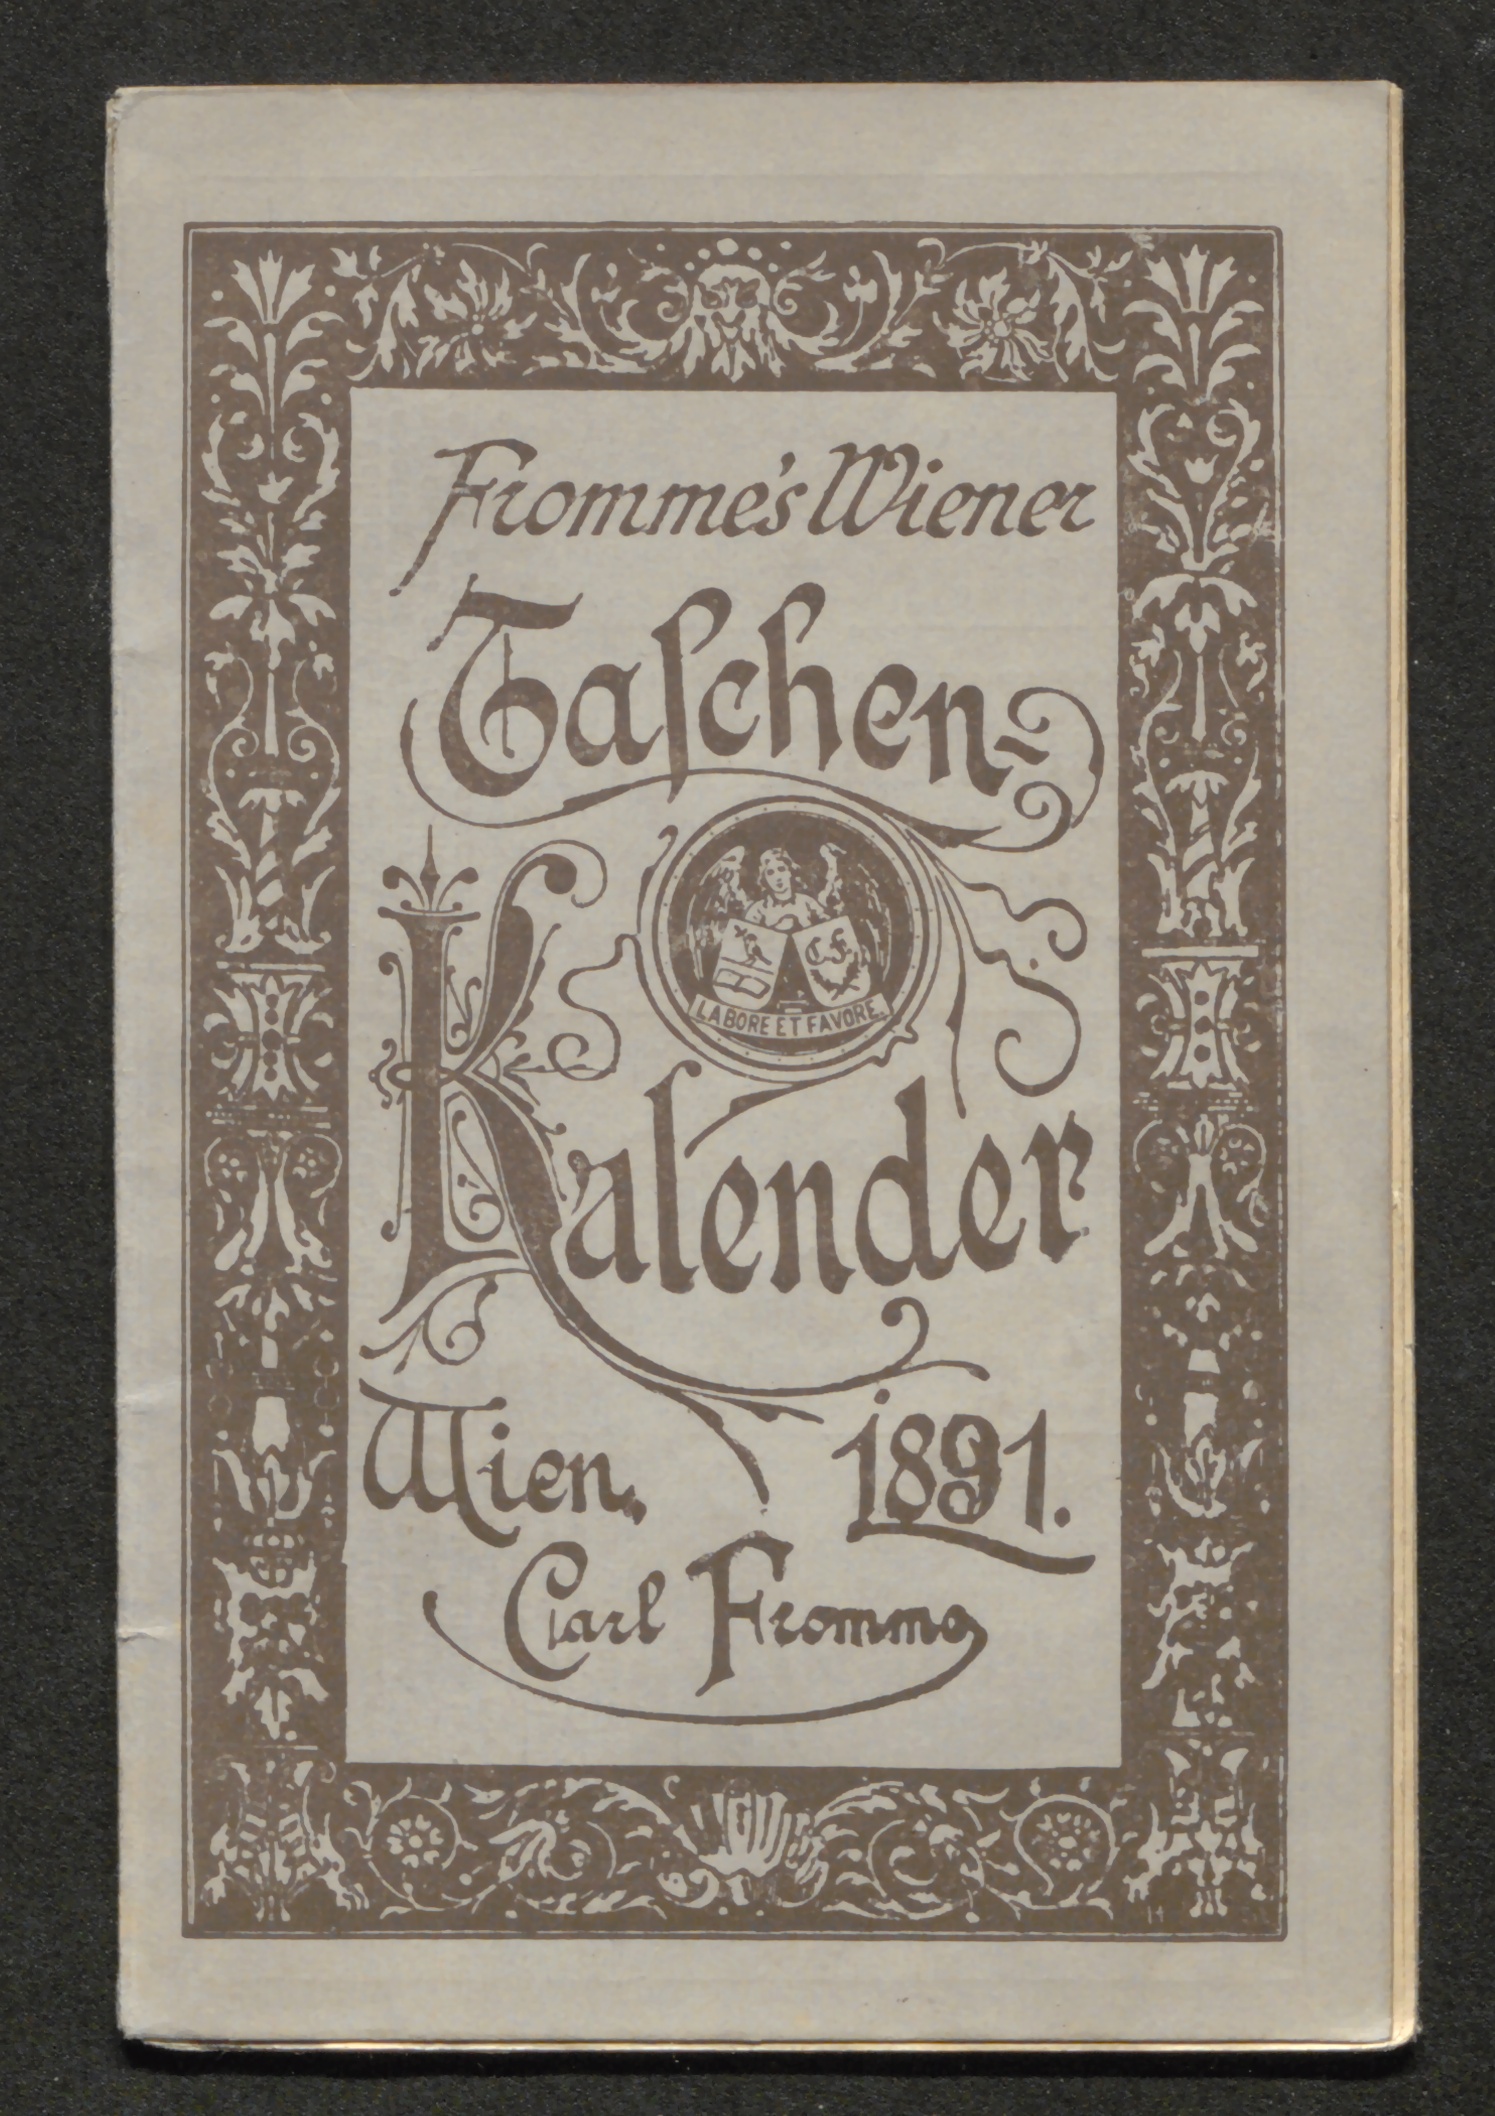 Fromme's Wiener
Taſchen-
C. F.
LABORE ET FAVORE.
Kalender
Wien, 1891.
Carl Fromme